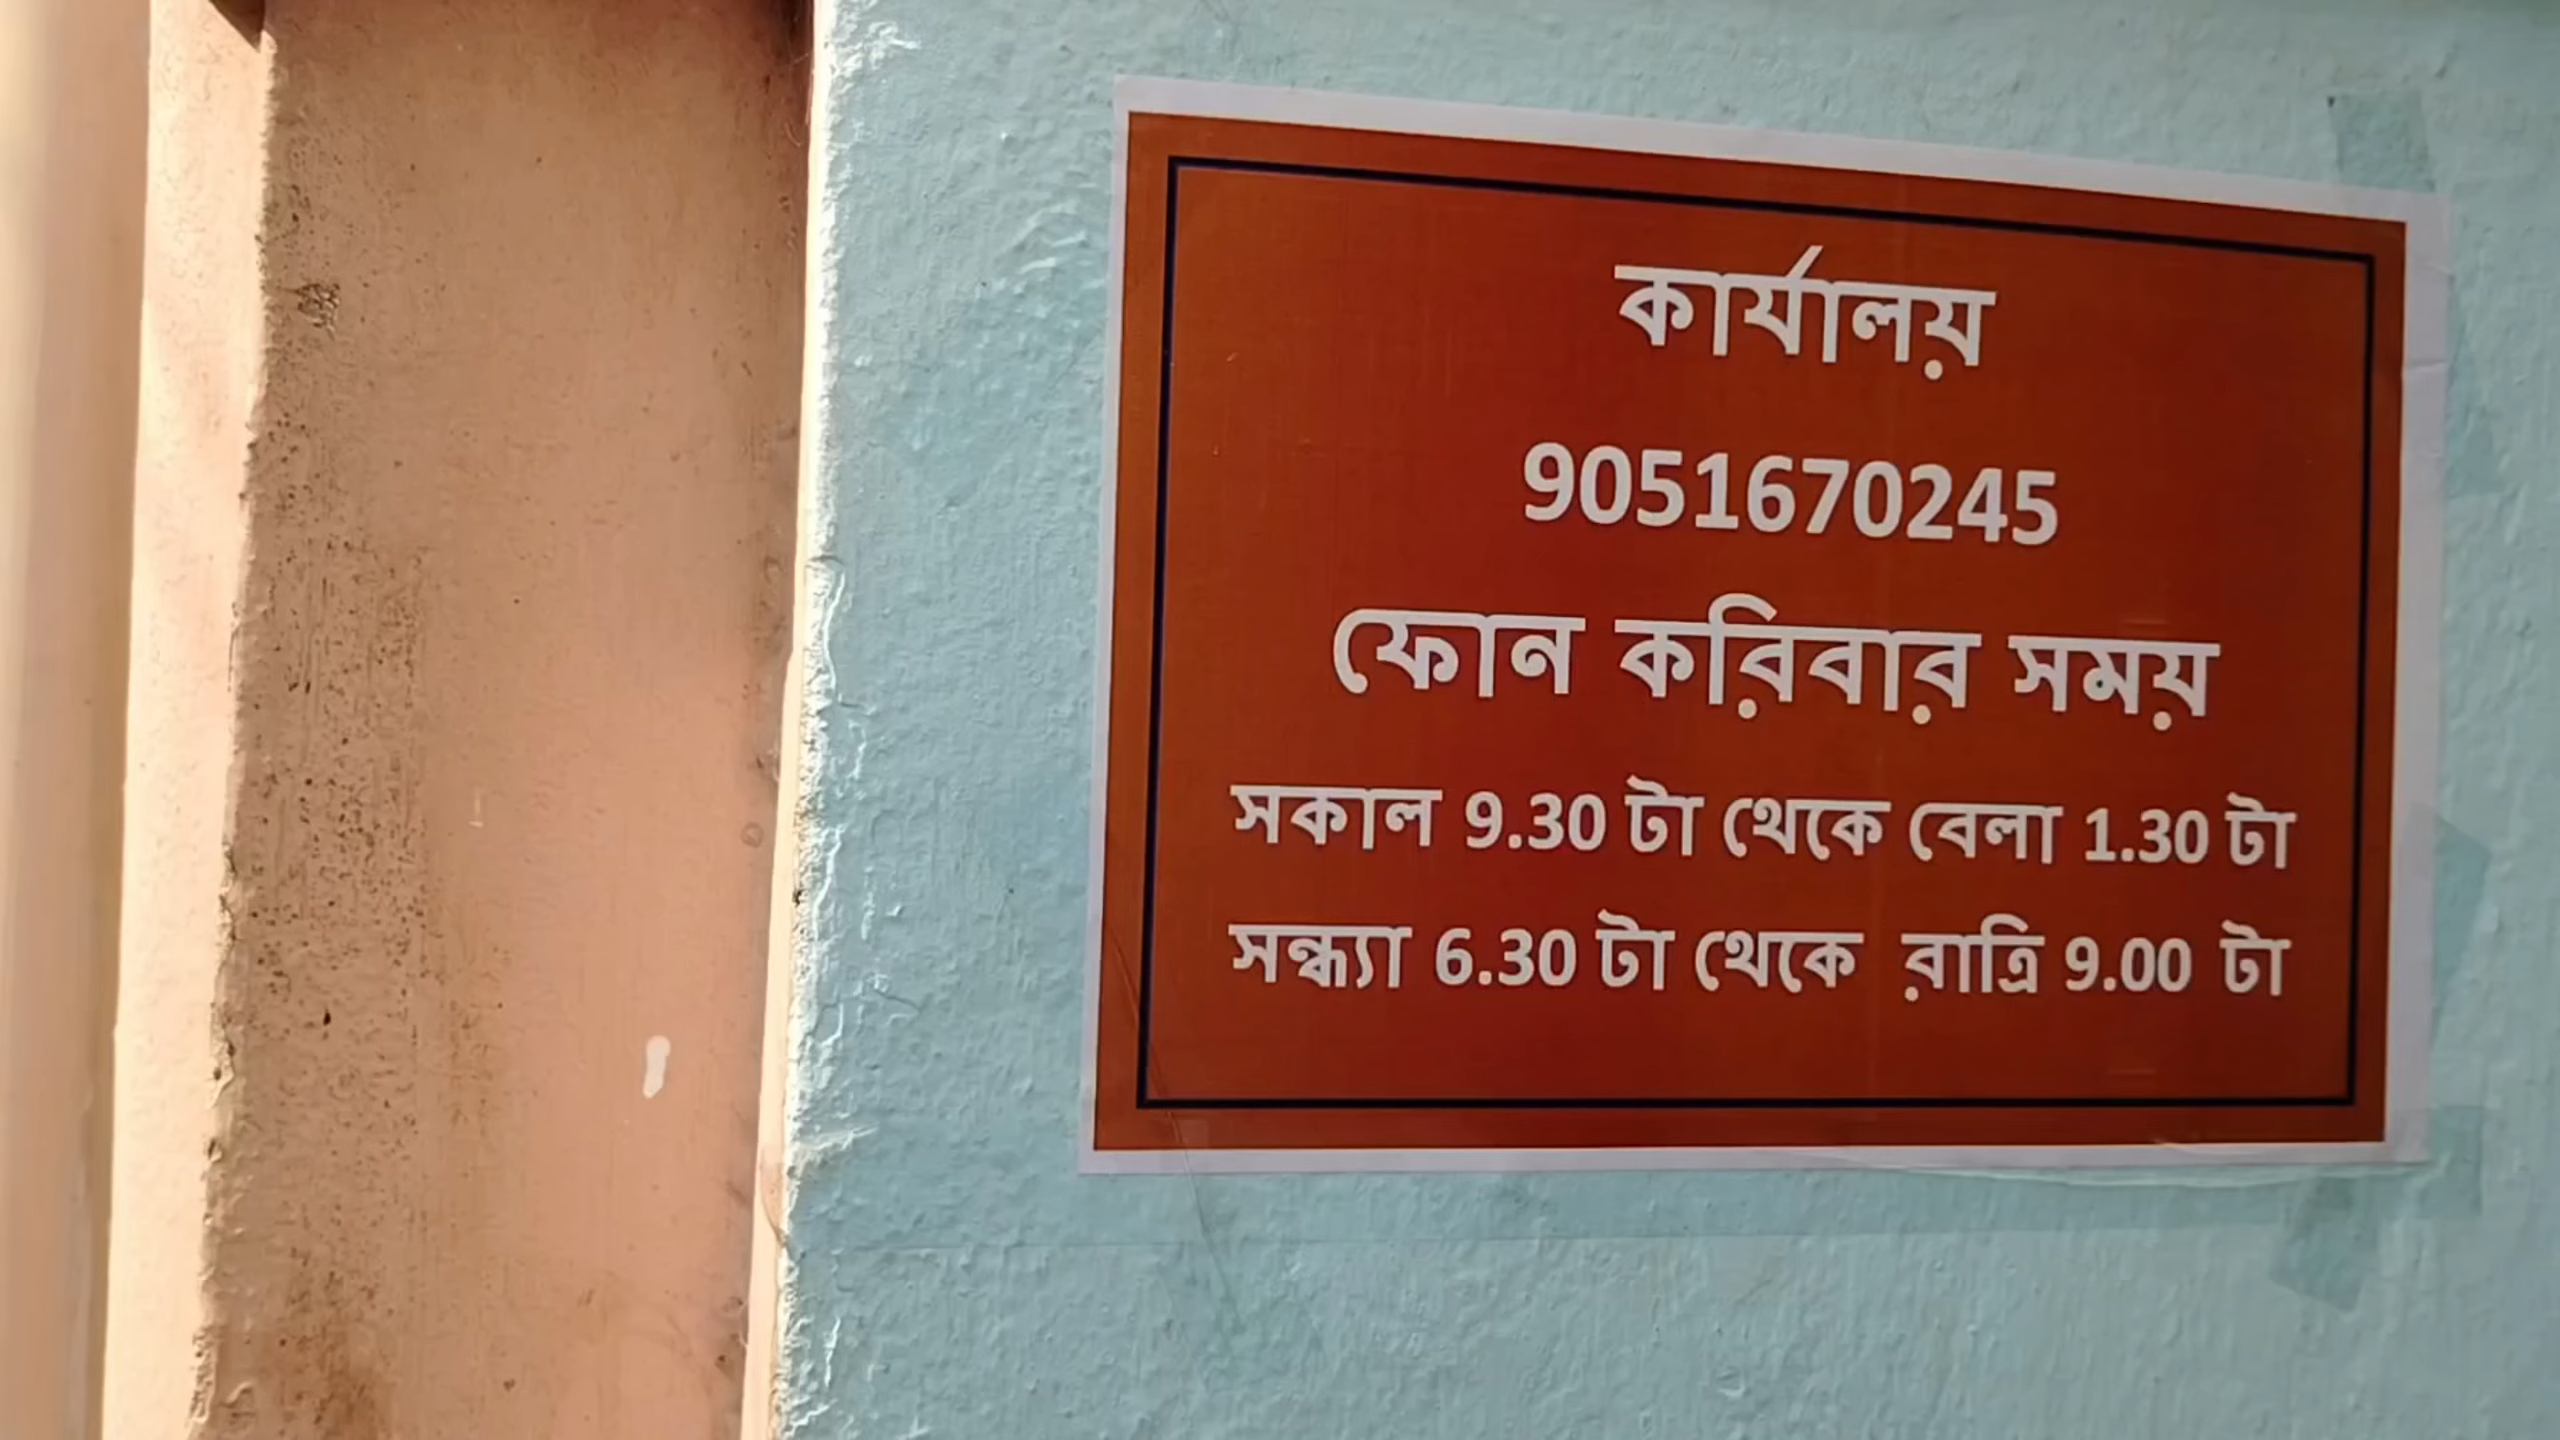 কার্যালয়
9051670245
ফোন করিবার সময়
সকাল 9.30 টা থেকে বেলা 1.30 টা
সন্ধ্যা 6.30 টা থেকে রাত্রি 9.00 টা